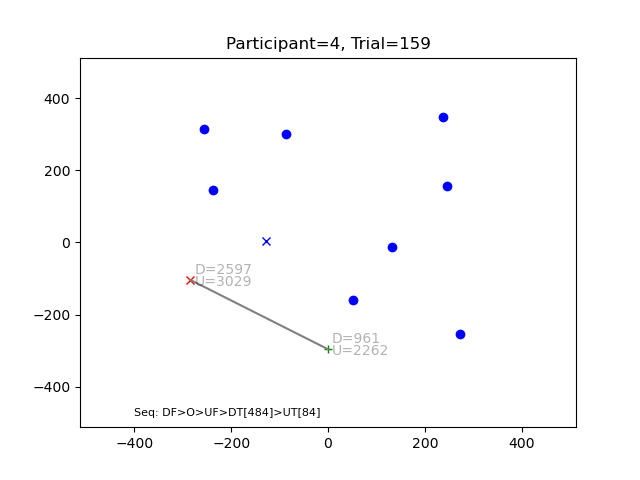 Participant=4, Trial=159
400
200
0
−200
−400
D=2597
U=3029
D=961
U=2262
Seq: DF>O>UF>DT[484]>UT[84]
−400 −200 0 200 400